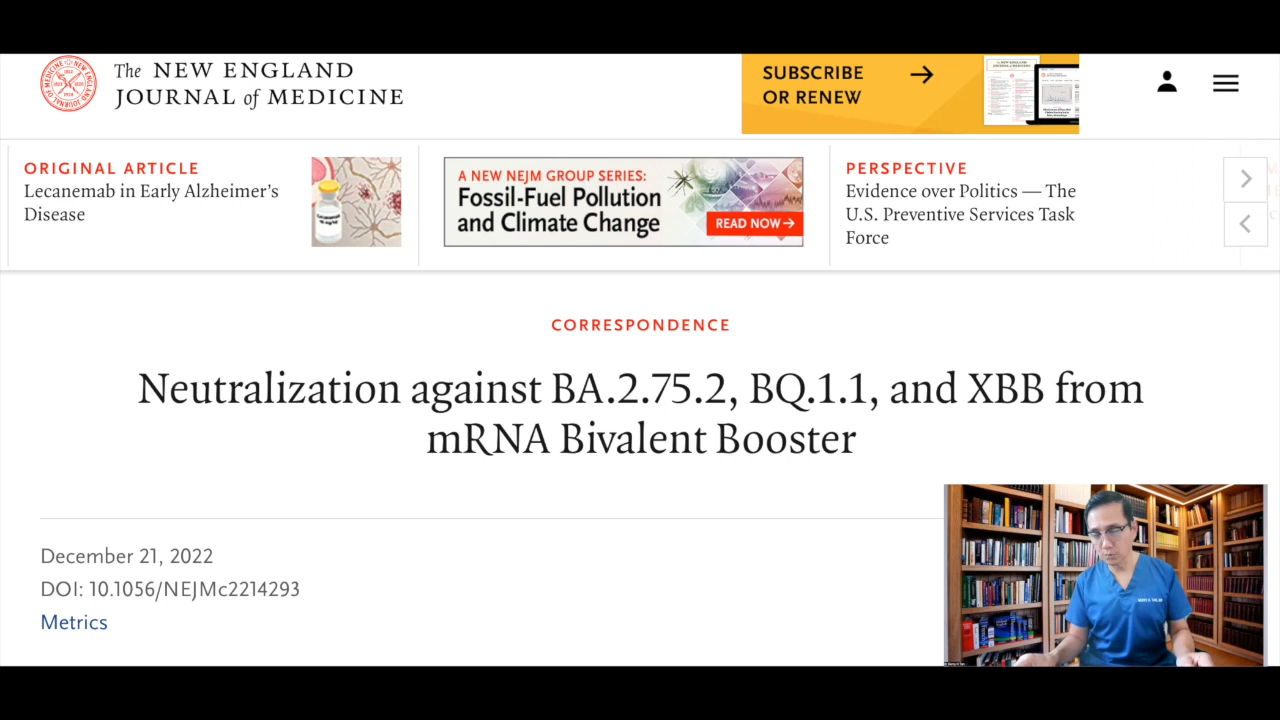 The NEW ENGLAND
JOURNAL of MEDICINE
SUBSCRIBE
OR RENEW
ORIGINAL ARTICLE
Lecanemab in Early Alzheimer’s
Disease
A NEW NEJM GROUP SERIES:
Fossil-Fuel Pollution
and Climate Change
READ NOW→
PERSPECTIVE
Evidence over Politics — The
U.S. Preventive Services Task
Force
CORRESPONDENCE
Neutralization against BA.2.75.2, BQ.1.1, and XBB from
mRNA Bivalent Booster
December 21, 2022
DOI: 10.1056/NEJMc2214293
Metrics